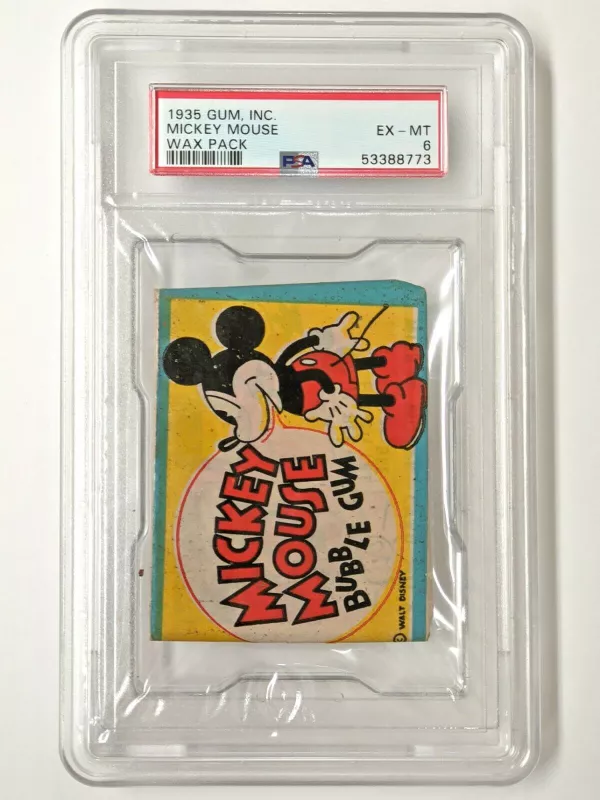 1935 GUM, INC.
MICKEY MOUSE EX - MT
WAX PACK 6
PSA 53388773
MICKEY
MOUSE
BUBBLE GUM
© WALT DISNEY